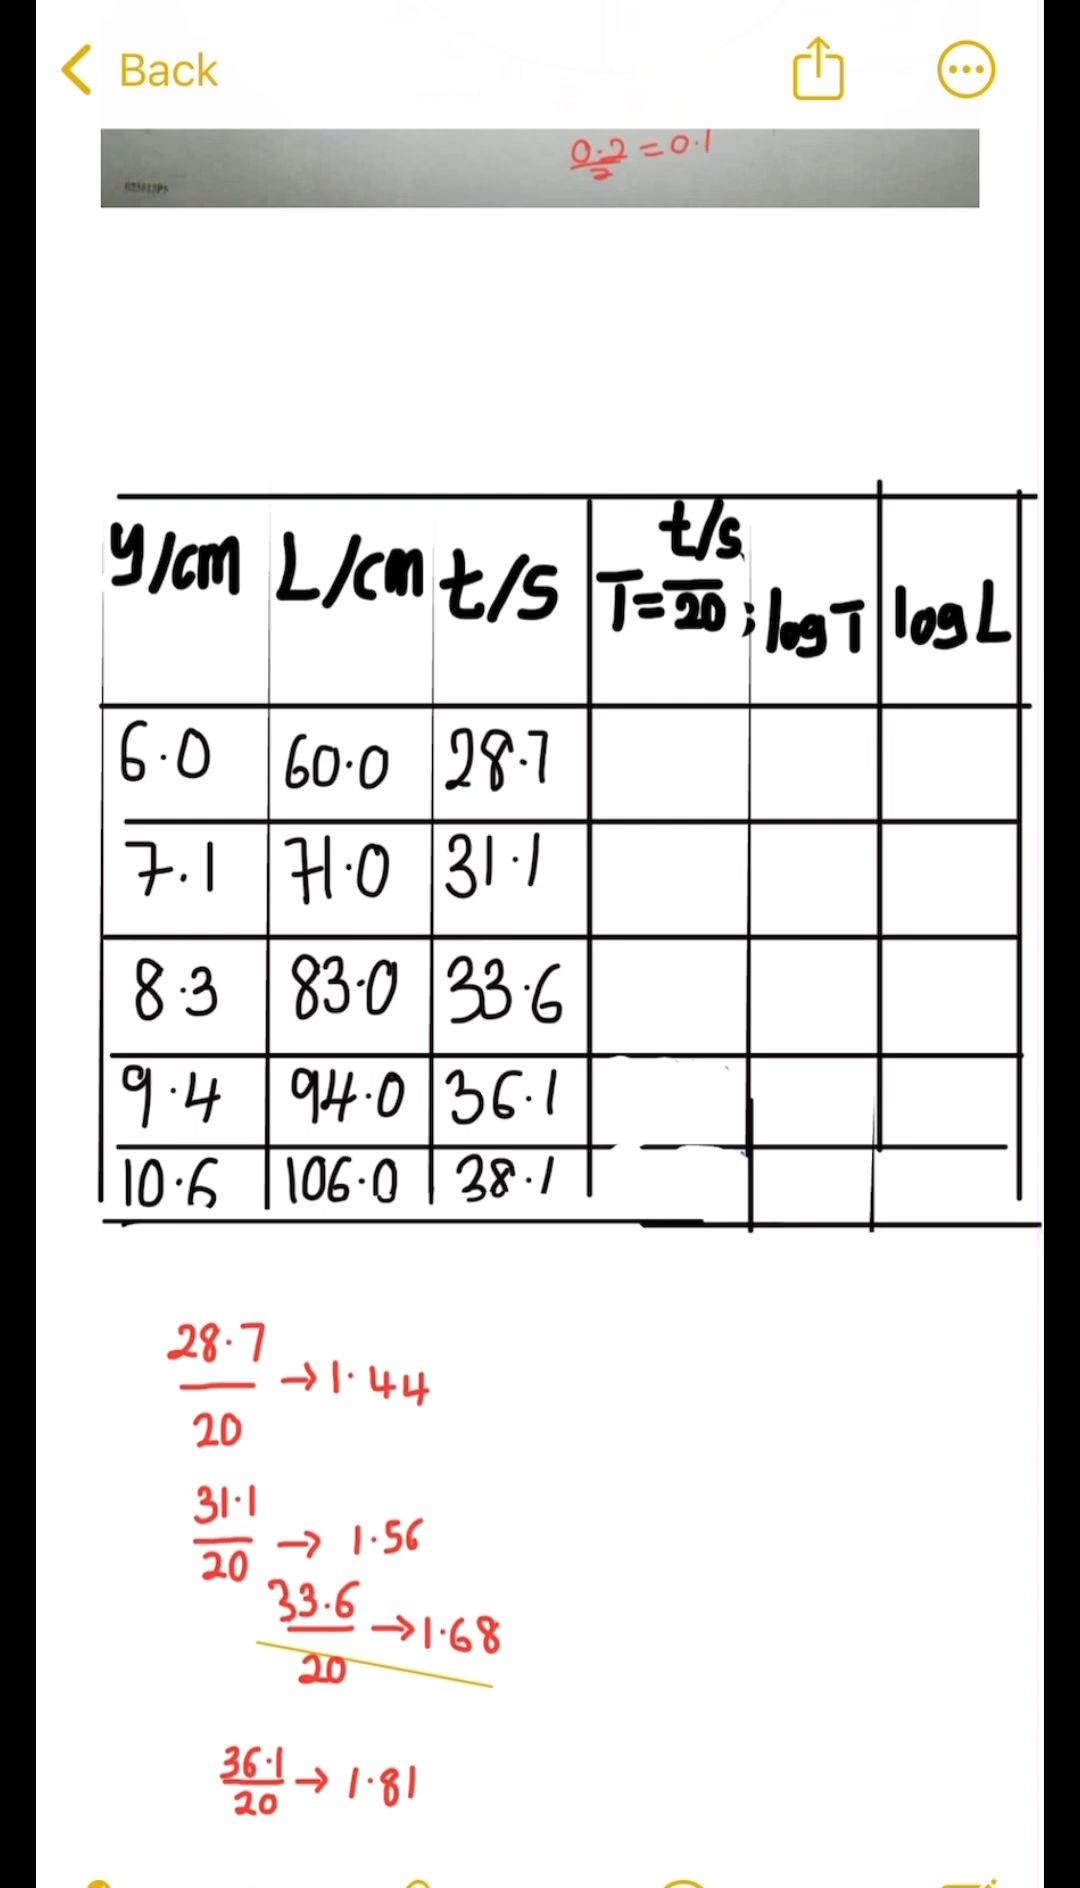 Back
0.2 = 0.1
2
y/cm L/cm t/s T = t/s / 20 ; log T log L
6.0 60.0 28.7
7.1 71.0 31.1
8.3 83.0 33.6
9.4 94.0 36.1
10.6 106.0 38.1
28.7
→ 1.44
20
31.1
→ 1.56
20
33.6
→ 1.68
20
36.1
→ 1.81
20